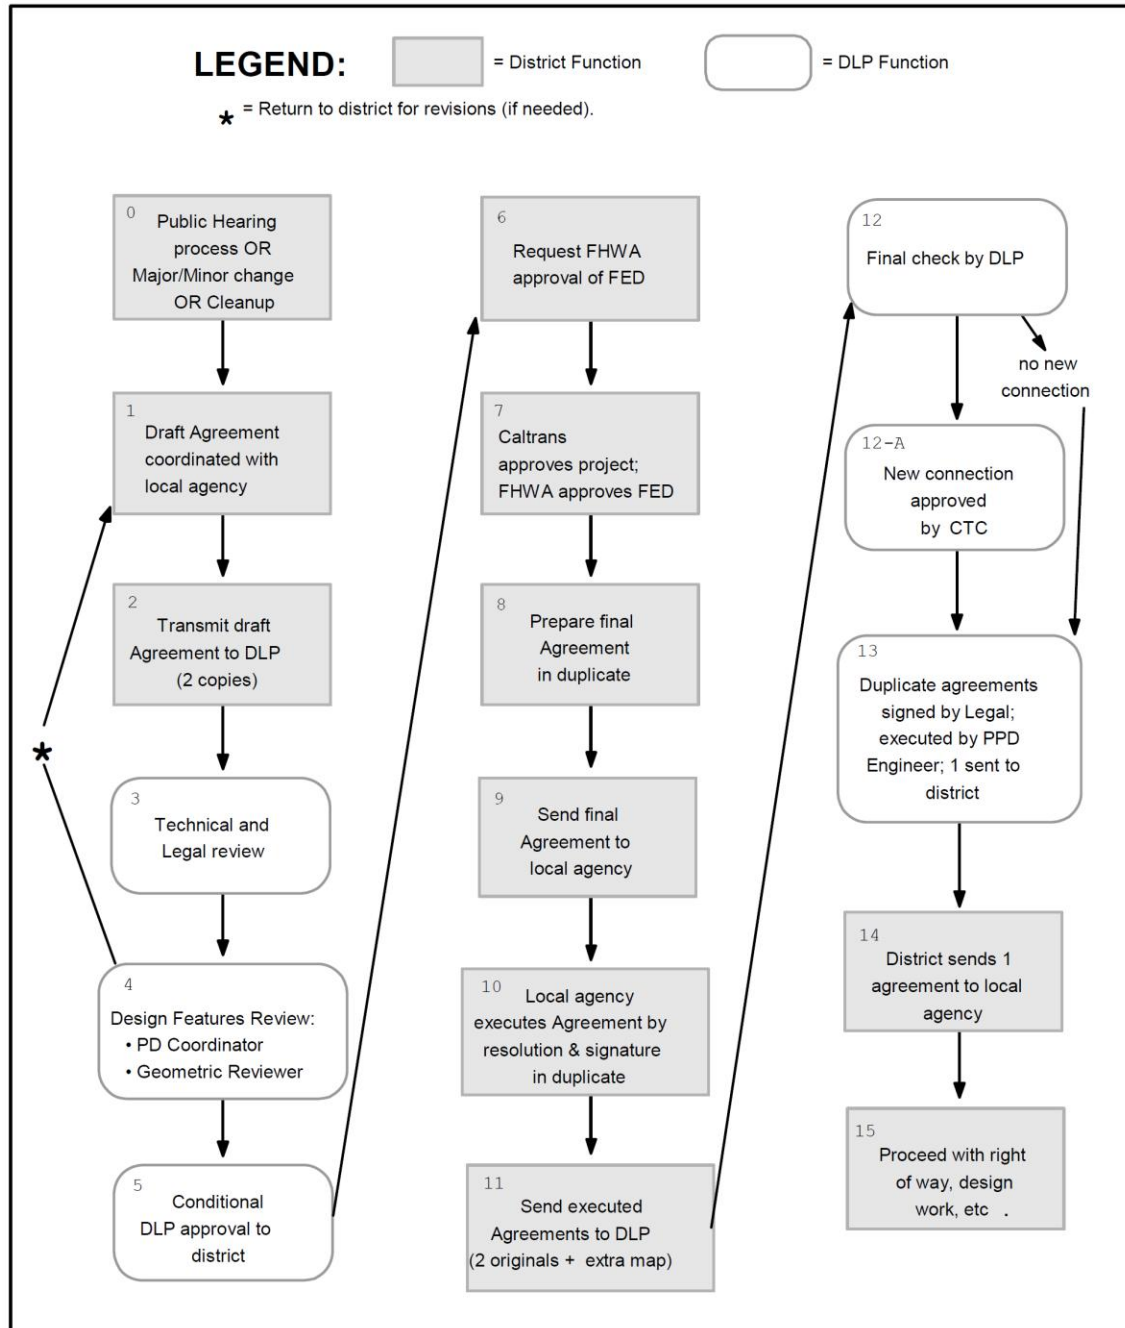 LEGEND:
= District Function
= DLP Function
* = Return to district for revisions (if needed).
0
Public Hearing
process OR
Major/Minor change
OR Cleanup
1
Draft Agreement
coordinated with
local agency
2
Transmit draft
Agreement to DLP
(2 copies)
*
3
Technical and
Legal review
4
Design Features Review:
• PD Coordinator
• Geometric Reviewer
5
Conditional
DLP approval to
district
6
Request FHWA
approval of FED
7
Caltrans
approves project;
FHWA approves FED
8
Prepare final
Agreement
in duplicate
9
Send final
Agreement to
local agency
10
Local agency
executes Agreement by
resolution & signature
in duplicate
11
Send executed
Agreements to DLP
(2 originals + extra map)
12
Final check by DLP
no new
connection
12-A
New connection
approved
by CTC
13
Duplicate agreements
signed by Legal;
executed by PPD
Engineer; 1 sent to
district
14
District sends 1
agreement to local
agency
15
Proceed with right
of way, design
work, etc .